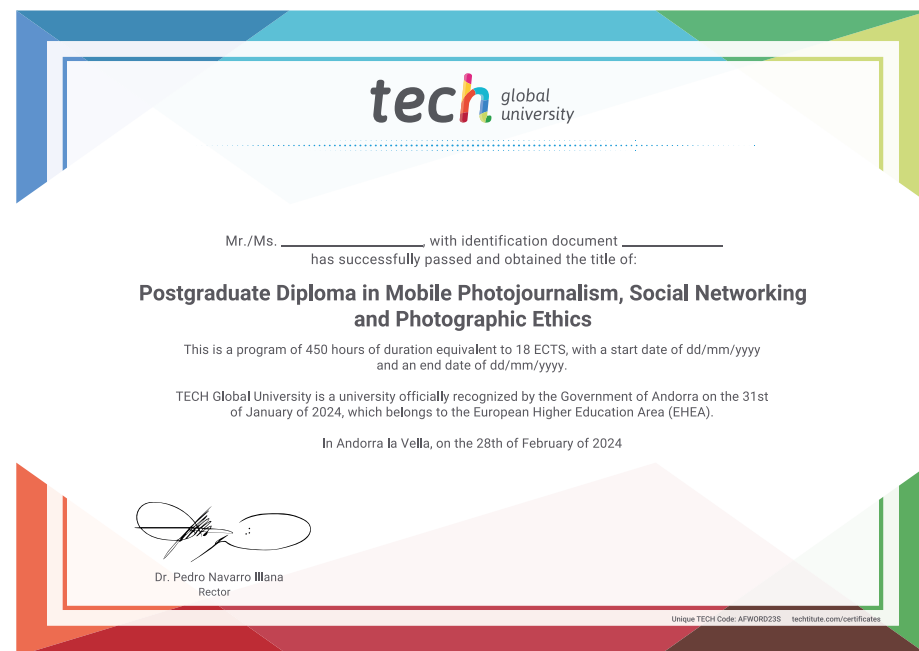 tech global
university
Mr./Ms. ____________, with identification document ____________
has successfully passed and obtained the title of:
Postgraduate Diploma in Mobile Photojournalism, Social Networking
and Photographic Ethics
This is a program of 450 hours of duration equivalent to 18 ECTS, with a start date of dd/mm/yyyy
and an end date of dd/mm/yyyy.
TECH Global University is a university officially recognized by the Government of Andorra on the 31st
of January of 2024, which belongs to the European Higher Education Area (EHEA).
In Andorra la Vella, on the 28th of February of 2024
Dr. Pedro Navarro Illana
Rector
Unique TECH Code: AFWORD23S techtitute.com/certificates